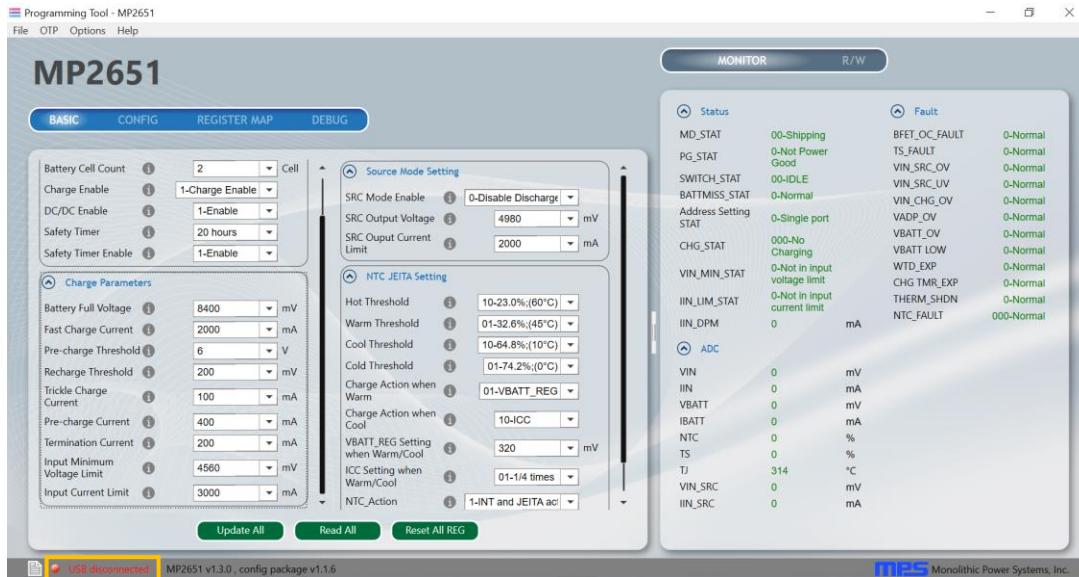 Programming Tool - MP2651
File OTP Options Help
MP2651
BASIC CONFIG REGISTER MAP DEBUG
Battery Cell Count 2 Cell
Charge Enable 1-Charge Enable
DC/DC Enable 1-Enable
Safety Timer 20 hours
Safety Timer Enable 1-Enable
Charge Parameters
Battery Full Voltage 8400 mV
Fast Charge Current 2000 mA
Pre-charge Threshold 6 V
Recharge Threshold 200 mV
Trickle Charge
Current 100 mA
Pre-charge Current 400 mA
Termination Current 200 mA
Input Minimum
Voltage Limit 4560 mV
Input Current Limit 3000 mA
Source Mode Setting
SRC Mode Enable 0-Disable Discharge
SRC Output Voltage 4980 mV
SRC Ouput Current
Limit 2000 mA
NTC JEITA Setting
Hot Threshold 10-23.0%;(60°C)
Warm Threshold 01-32.6%;(45°C)
Cool Threshold 10-64.8%;(10°C)
Cold Threshold 01-74.2%;(0°C)
Charge Action when
Warm 01-VBATT_REG
Charge Action when
Cool 10-ICC
VBATT_REG Setting
when Warm/Cool 320 mV
ICC Setting when
Warm/Cool 01-1/4 times
NTC_Action 1-INT and JEITA act
Update All Read All Reset All REG
MONITOR R/W
Status
MD_STAT 00-Shipping
PG_STAT 0-Not Power
Good
SWITCH_STAT 00-IDLE
BATTMISS_STAT 0-Normal
Address Setting
STAT 0-Single port
CHG_STAT 000-No
Charging
VIN_MIN_STAT 0-Not in input
voltage limit
IIN_LIM_STAT 0-Not in input
current limit
IIN_DPM 0 mA
ADC
VIN 0 mV
IIN 0 mA
VBATT 0 mV
IBATT 0 mA
NTC 0 %
TS 0 %
TJ 314 °C
VIN_SRC 0 mV
IIN_SRC 0 mA
Fault
BFET_OC_FAULT 0-Normal
TS_FAULT 0-Normal
VIN_SRC_OV 0-Normal
VIN_SRC_UV 0-Normal
VIN_CHG_OV 0-Normal
VADP_OV 0-Normal
VBATT_OV 0-Normal
VBATT LOW 0-Normal
WTD_EXP 0-Normal
CHG TMR_EXP 0-Normal
THERM_SHDN 0-Normal
NTC_FAULT 000-Normal
USB disconnected MP2651 v1.3.0 , config package v1.1.6
MPS Monolithic Power Systems, Inc.